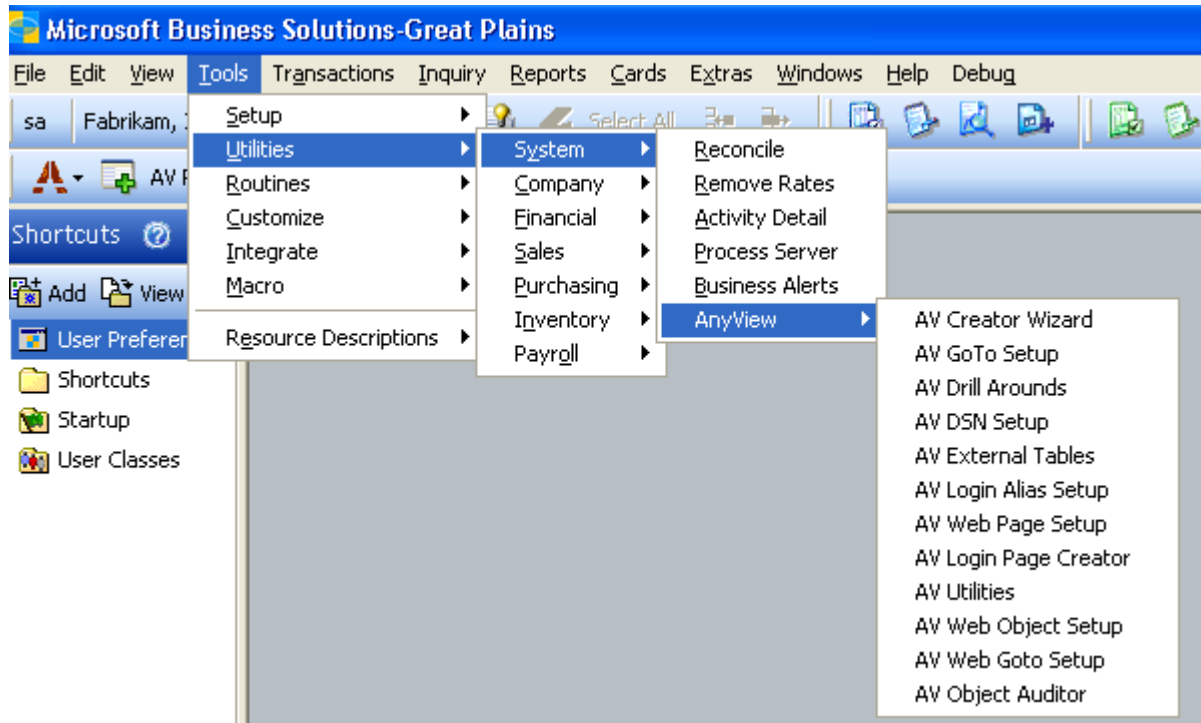 Microsoft Business Solutions-Great Plains
File Edit View Tools Transactions Inquiry Reports Cards Extras Windows Help Debug
sa Fabrikam, Select All
AV
Shortcuts
Add View
User Preferen
Shortcuts
Startup
User Classes
Setup
Utilities
Routines
Customize
Integrate
Macro
Resource Descriptions
System
Company
Financial
Sales
Purchasing
Inventory
Payroll
Reconcile
Remove Rates
Activity Detail
Process Server
Business Alerts
AnyView
AV Creator Wizard
AV GoTo Setup
AV Drill Arounds
AV DSN Setup
AV External Tables
AV Login Alias Setup
AV Web Page Setup
AV Login Page Creator
AV Utilities
AV Web Object Setup
AV Web Goto Setup
AV Object Auditor